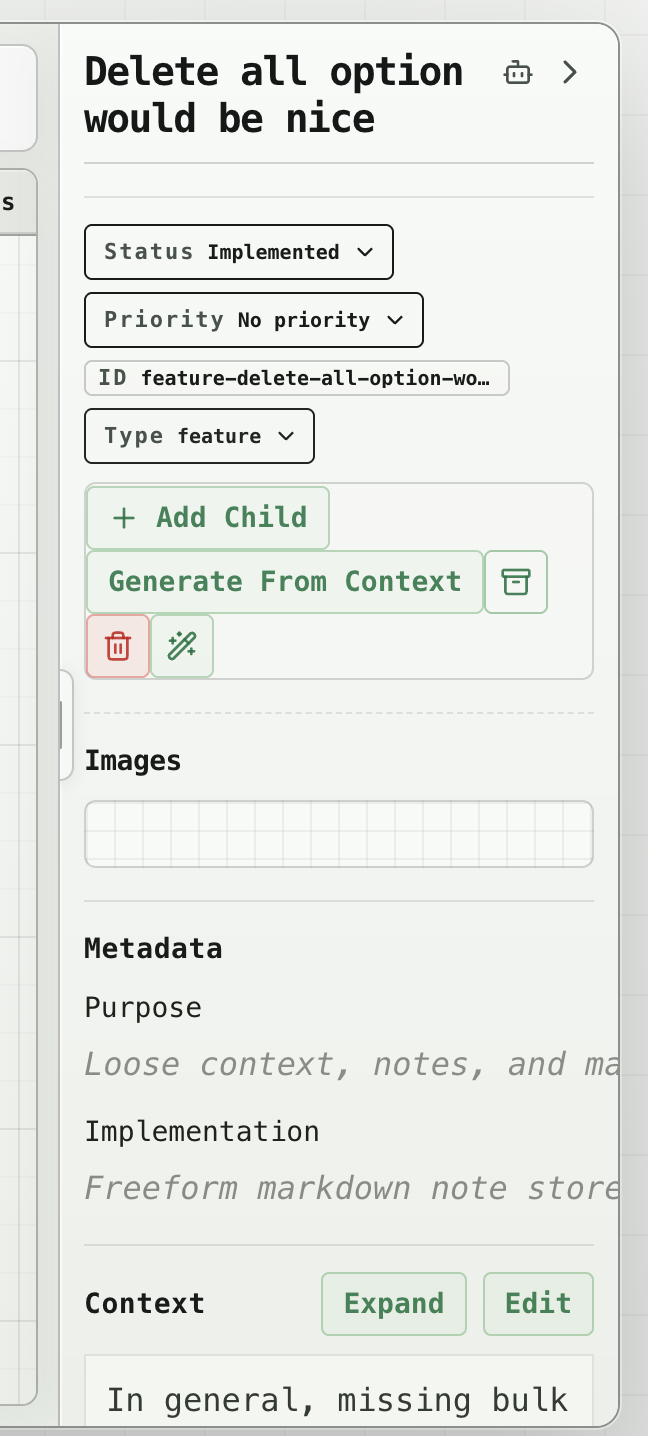 Delete all option
would be nice
s
Status Implemented
Priority No priority
ID feature-delete-all-option-wo…
Type feature
+ Add Child
Generate From Context
Images
Metadata
Purpose
Loose context, notes, and ma
Implementation
Freeform markdown note store
Context Expand Edit
In general, missing bulk